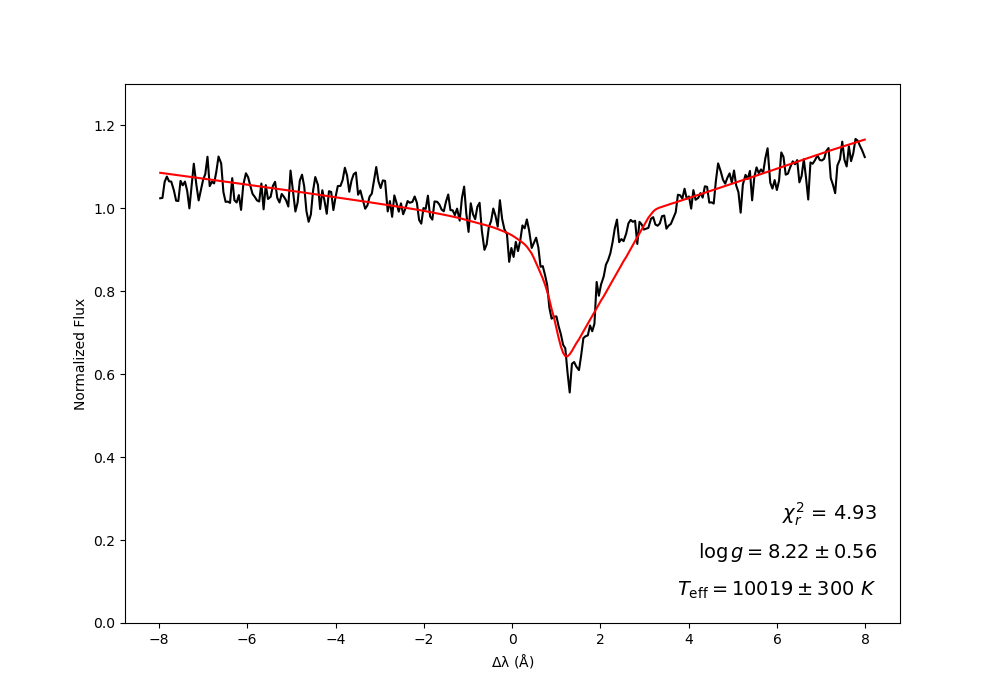 1.2
1.0
0.8
0.6
0.4
0.2
0.0
Normalized Flux
χ²ᵣ = 4.93
log g = 8.22 ± 0.56
T_eff = 10019 ± 300 K
−8 −6 −4 −2 0 2 4 6 8
Δλ (Å)